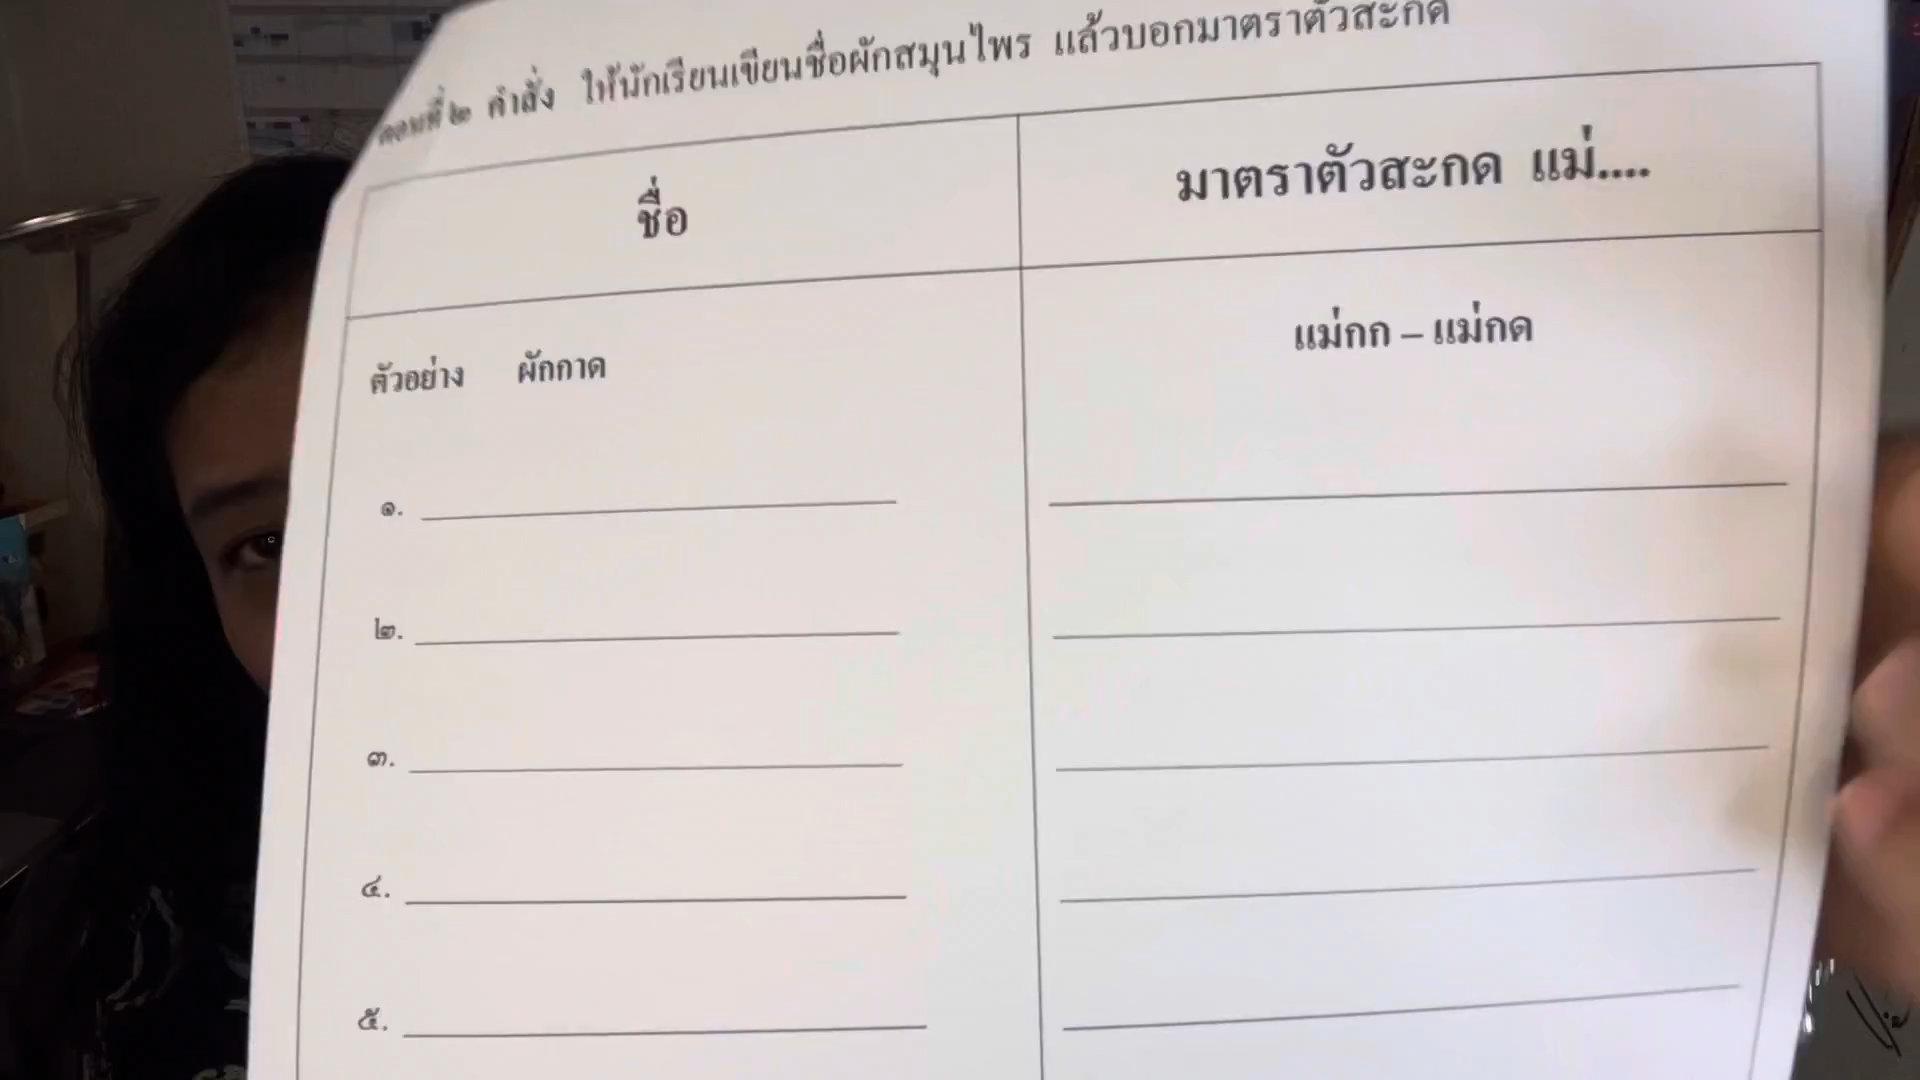 ตอนที่ ๒ คำสั่ง ให้นักเรียนเขียนชื่อผักสมุนไพร แล้วบอกมาตราตัวสะกด
ชื่อ
มาตราตัวสะกด แม่....
ตัวอย่าง ผักกาด
แม่กก – แม่กด
๑.
๒.
๓.
๔.
๕.